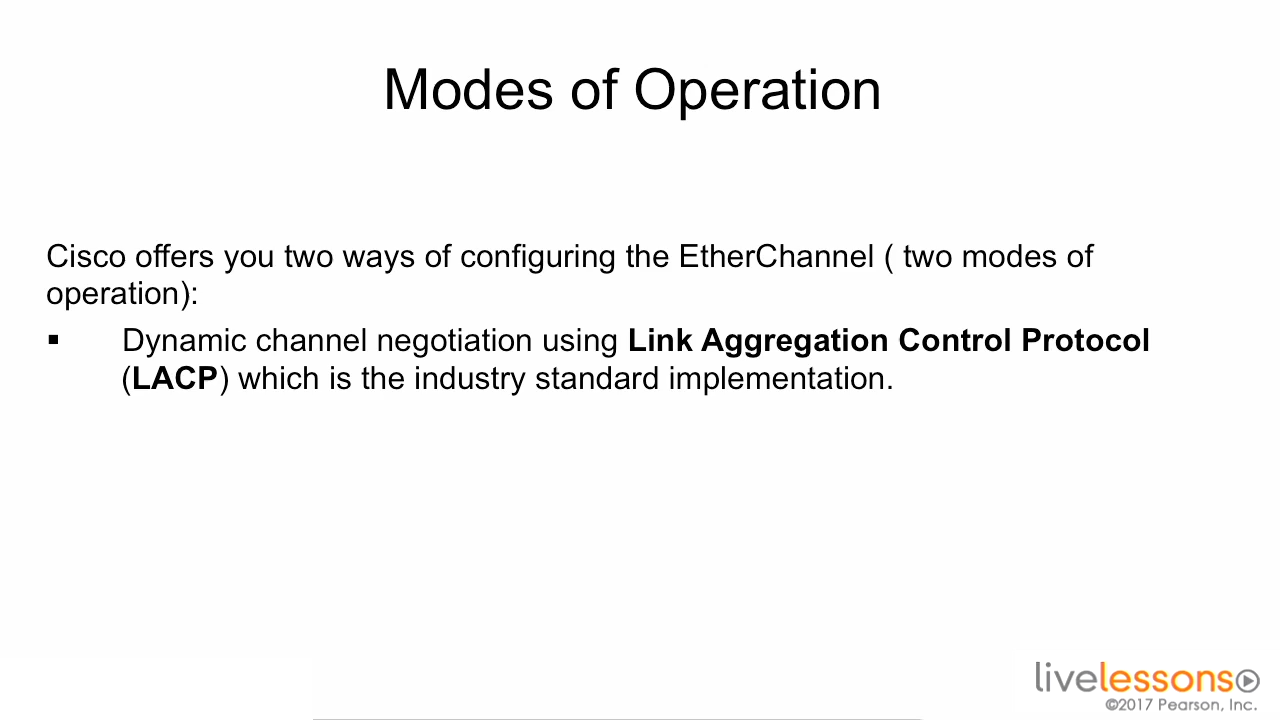 Modes of Operation
Cisco offers you two ways of configuring the EtherChannel ( two modes of
operation):
▪ Dynamic channel negotiation using Link Aggregation Control Protocol
(LACP) which is the industry standard implementation.
livelessons
©2017 Pearson, Inc.